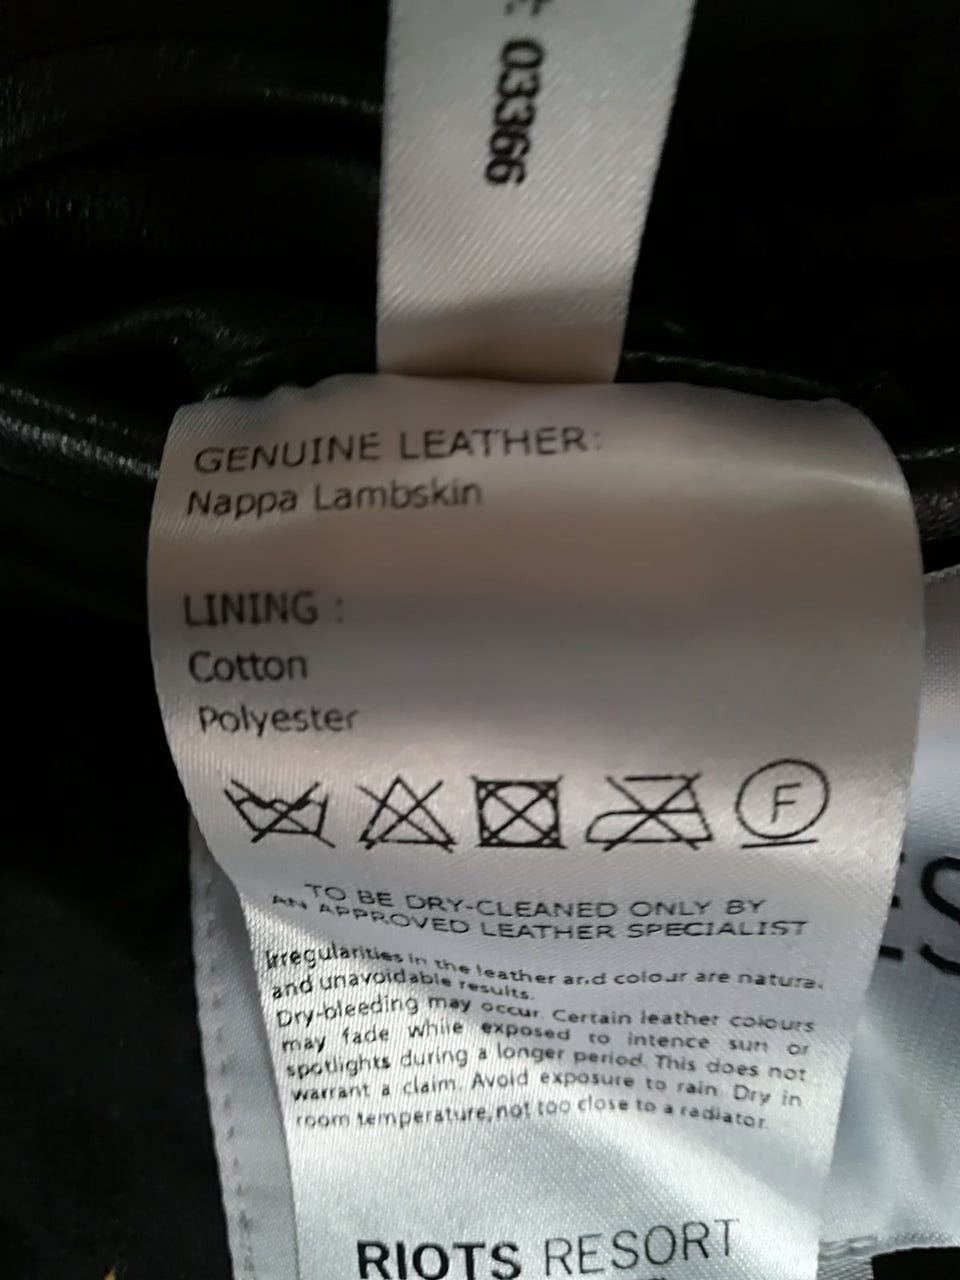 03366
GENUINE LEATHER:
Nappa Lambskin
LINING :
Cotton
Polyester
F
TO BE DRY-CLEANED ONLY BY
AN APPROVED LEATHER SPECIALIST
Irregularities in the leather and colour are natural
and unavoidable results.
Dry-bleeding may occur. Certain leather colours
may fade while exposed to intence sun or
spotlights during a longer period. This does not
warrant a claim. Avoid exposure to rain. Dry in
room temperature, not too close to a radiator.
RIOTS RESORT
ES